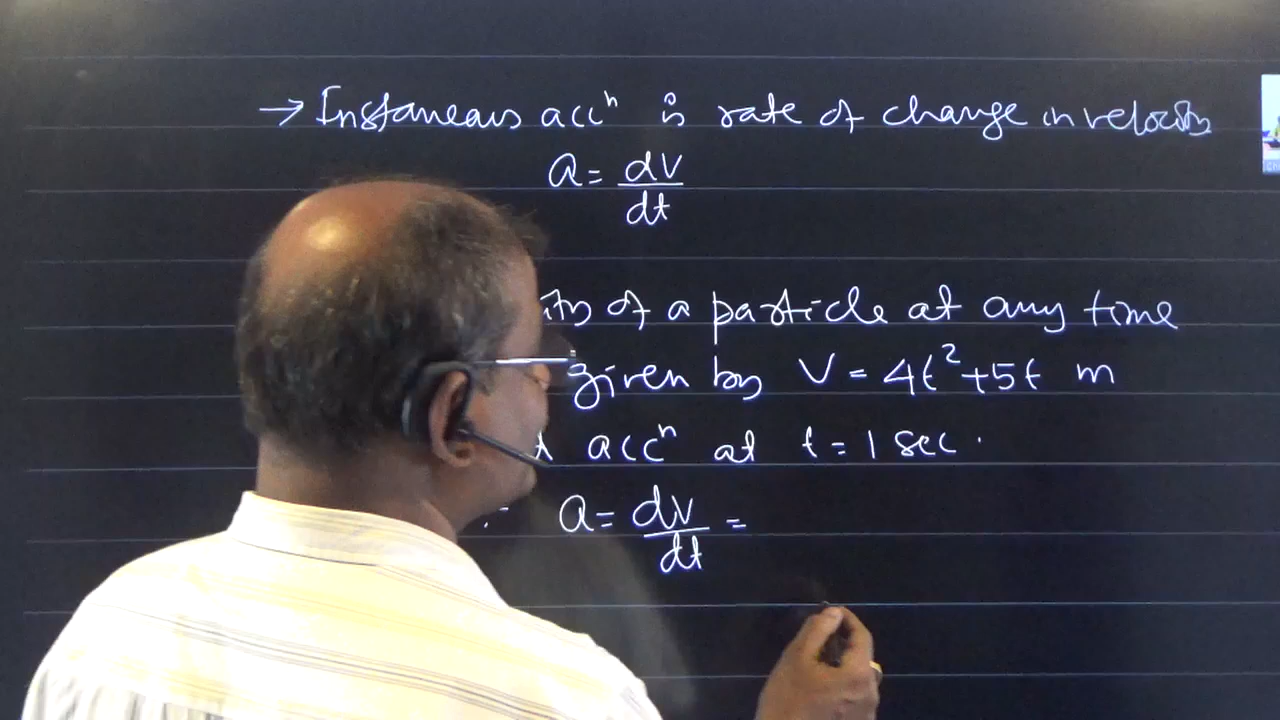 → Instaneous accⁿ is rate of change in velocity
a = dv/dt
of a particle at any time
given by V = 4t² + 5t m
accⁿ at t = 1 sec.
a = dv/dt =